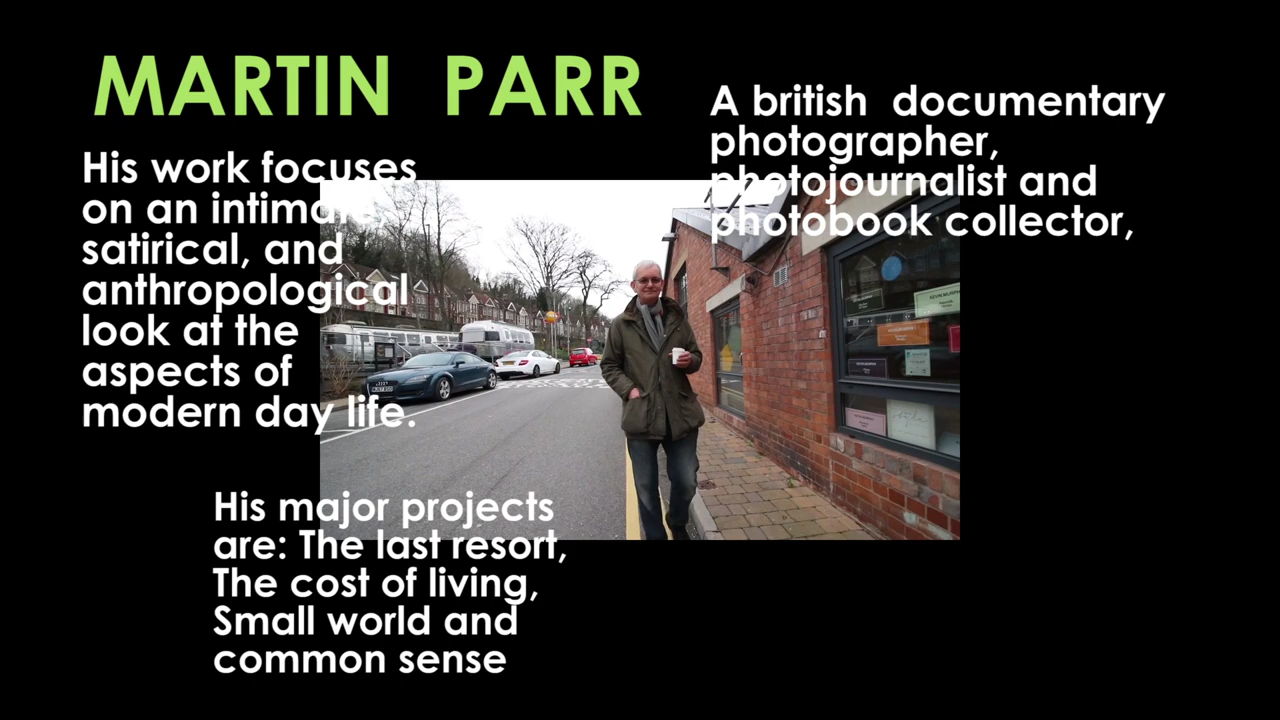 MARTIN PARR
His work focuses
on an intimate,
satirical, and
anthropological
look at the
aspects of
modern day life.
A british documentary
photographer,
photojournalist and
photobook collector,
His major projects
are: The last resort,
The cost of living,
Small world and
common sense